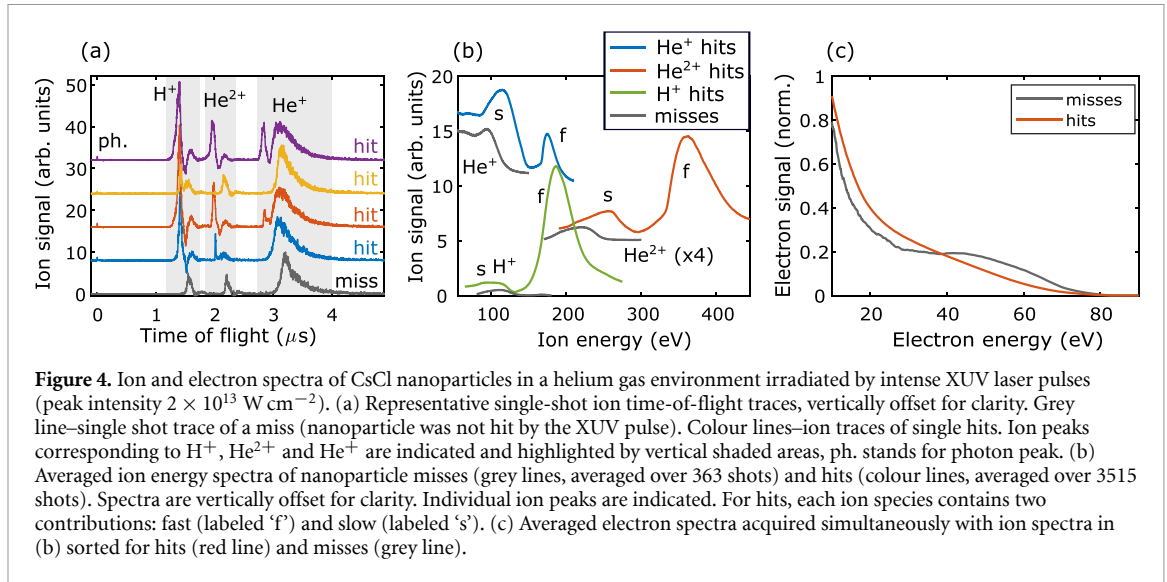 (a)
(b)
(c)
Ion signal (arb. units)
50
40
30
20
10
0
H+
He2+
He+
ph.
hit
hit
hit
hit
miss
0
1
2
3
4
Time of flight (μs)
He+ hits
He2+ hits
H+ hits
misses
Ion signal (arb. units)
20
15
10
5
0
s
f
He+
f
s
f
s H+
He2+ (x4)
100
200
300
400
Ion energy (eV)
Electron signal (norm.)
1
0.8
0.6
0.4
0.2
0
misses
hits
20
40
60
80
Electron energy (eV)
Figure 4. Ion and electron spectra of CsCl nanoparticles in a helium gas environment irradiated by intense XUV laser pulses
(peak intensity 2 × 10^13 W cm−2). (a) Representative single-shot ion time-of-flight traces, vertically offset for clarity. Grey
line–single shot trace of a miss (nanoparticle was not hit by the XUV pulse). Colour lines–ion traces of single hits. Ion peaks
corresponding to H+, He2+ and He+ are indicated and highlighted by vertical shaded areas, ph. stands for photon peak. (b)
Averaged ion energy spectra of nanoparticle misses (grey lines, averaged over 363 shots) and hits (colour lines, averaged over 3515
shots). Spectra are vertically offset for clarity. Individual ion peaks are indicated. For hits, each ion species contains two
contributions: fast (labeled ‘f’) and slow (labeled ‘s’). (c) Averaged electron spectra acquired simultaneously with ion spectra in
(b) sorted for hits (red line) and misses (grey line).